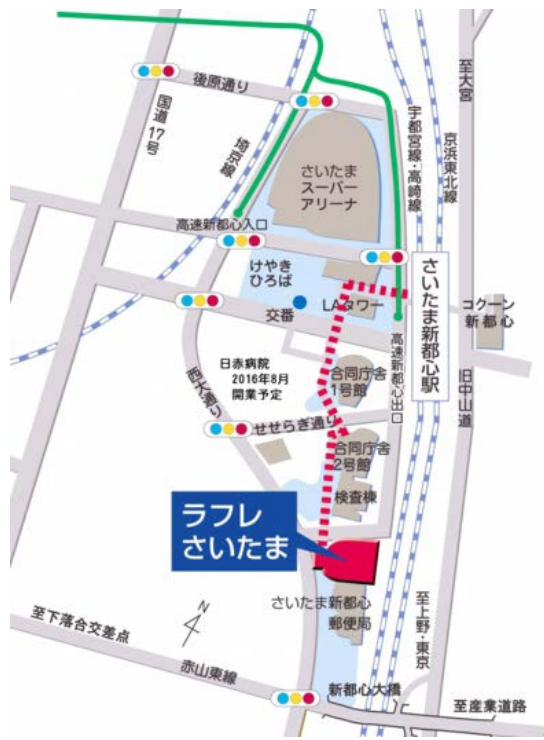 後原通り
国道17号
埼京線
宇都宮線・高崎線
京浜東北線
至大宮
さいたま
スーパー
アリーナ
高速新都心入口
けやき
ひろば
LAタワー
交番
さいたま新都心駅
コクーン
新都心
日赤病院
2016年8月
開業予定
合同庁舎
1号館
高速新都心出口
旧中山道
西大通り
せせらぎ通り
合同庁舎
2号館
検査棟
ラフレ
さいたま
さいたま新都心
郵便局
至上野・東京
N
至下落合交差点
赤山東線
新都心大橋
至産業道路